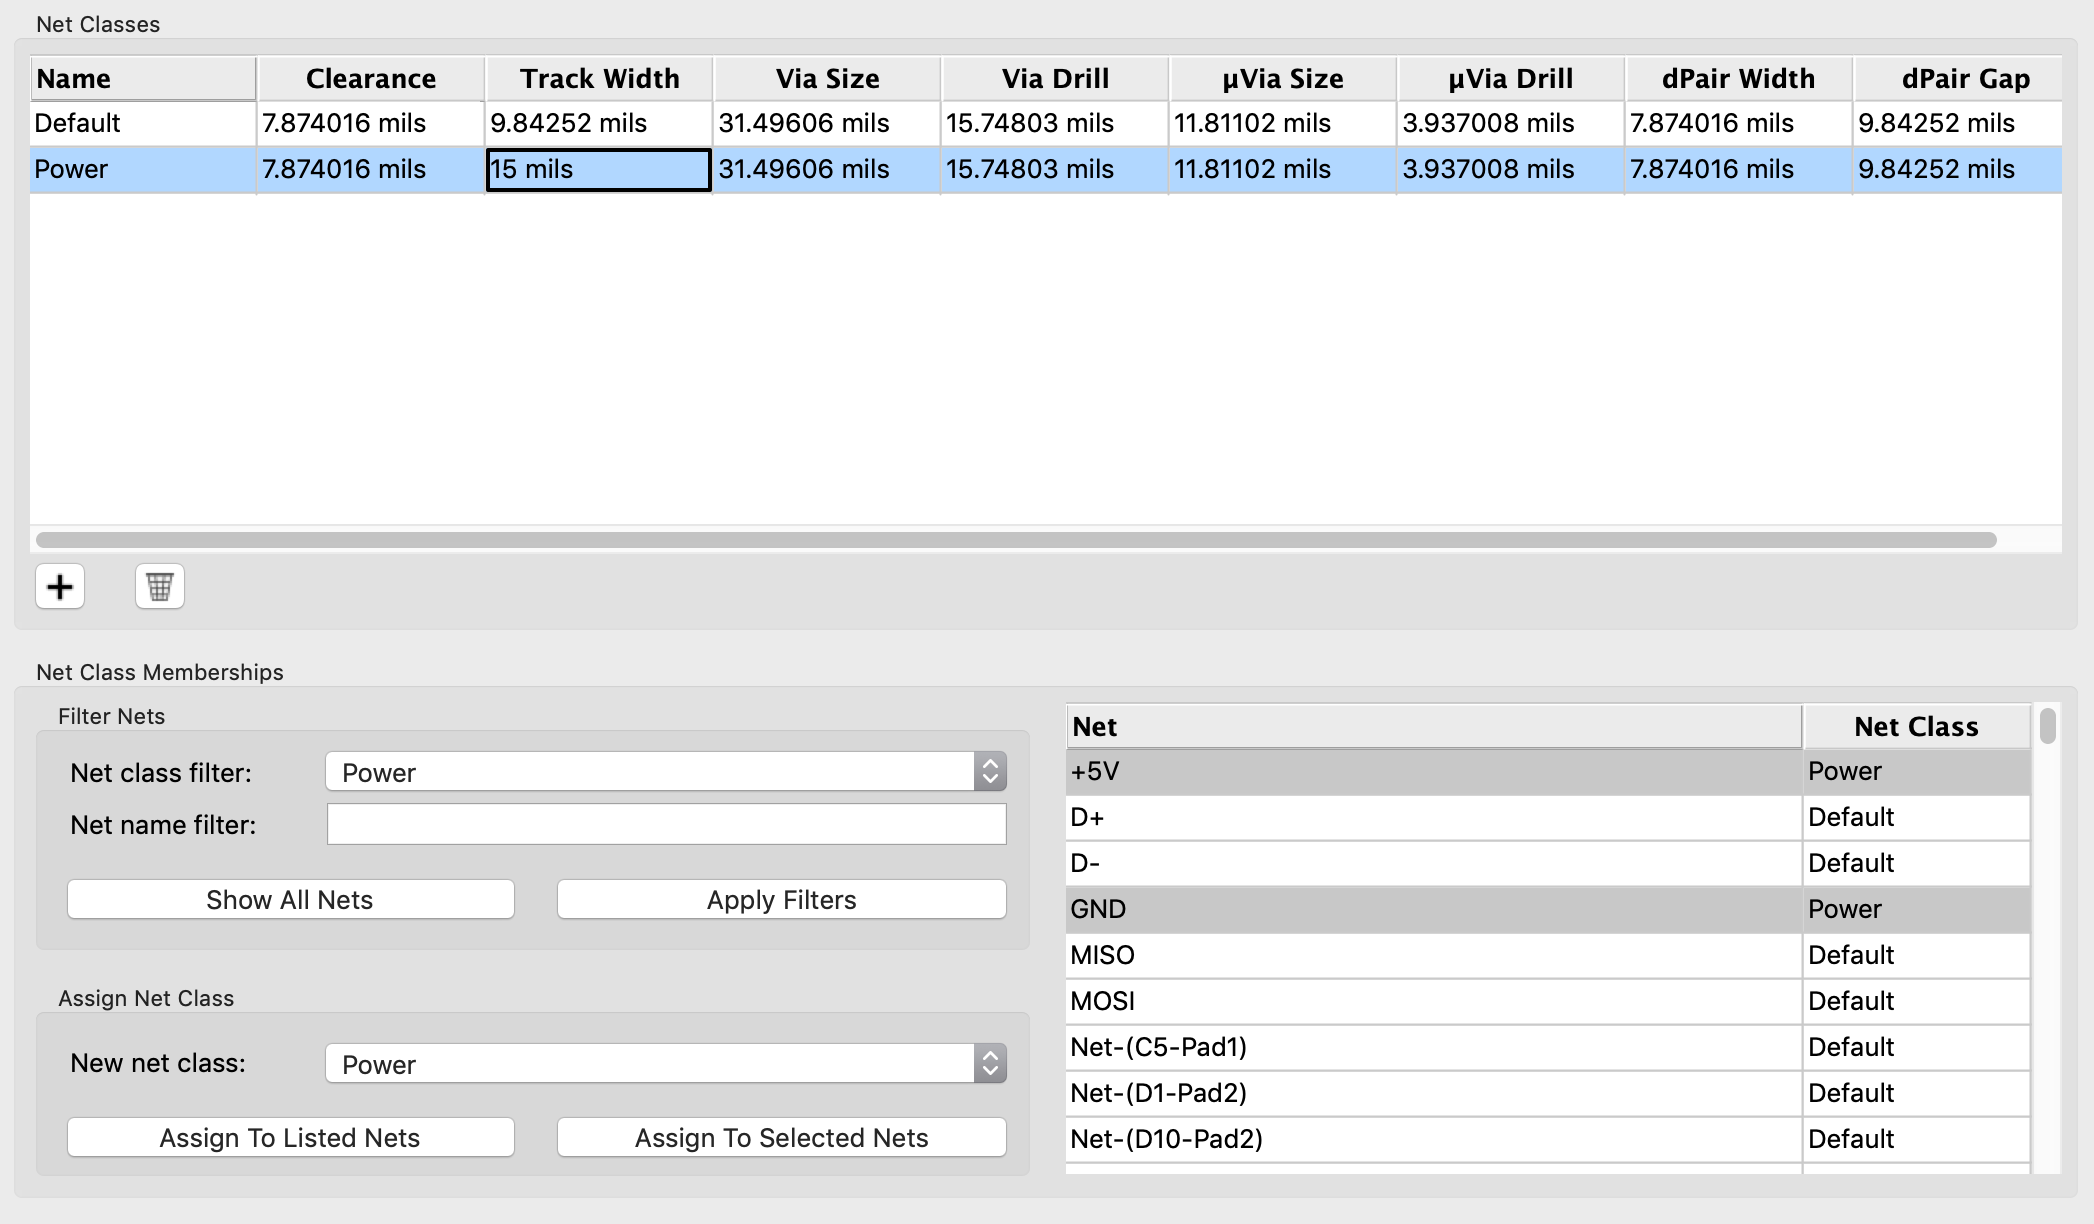 Net Classes
Name Clearance Track Width Via Size Via Drill µVia Size µVia Drill dPair Width dPair Gap
Default 7.874016 mils 9.84252 mils 31.49606 mils 15.74803 mils 11.81102 mils 3.937008 mils 7.874016 mils 9.84252 mils
Power 7.874016 mils 15 mils 31.49606 mils 15.74803 mils 11.81102 mils 3.937008 mils 7.874016 mils 9.84252 mils
Net Class Memberships
Filter Nets
Net class filter: Power
Net name filter:
Show All Nets Apply Filters
Assign Net Class
New net class: Power
Assign To Listed Nets Assign To Selected Nets
Net Net Class
+5V Power
D+ Default
D- Default
GND Power
MISO Default
MOSI Default
Net-(C5-Pad1) Default
Net-(D1-Pad2) Default
Net-(D10-Pad2) Default